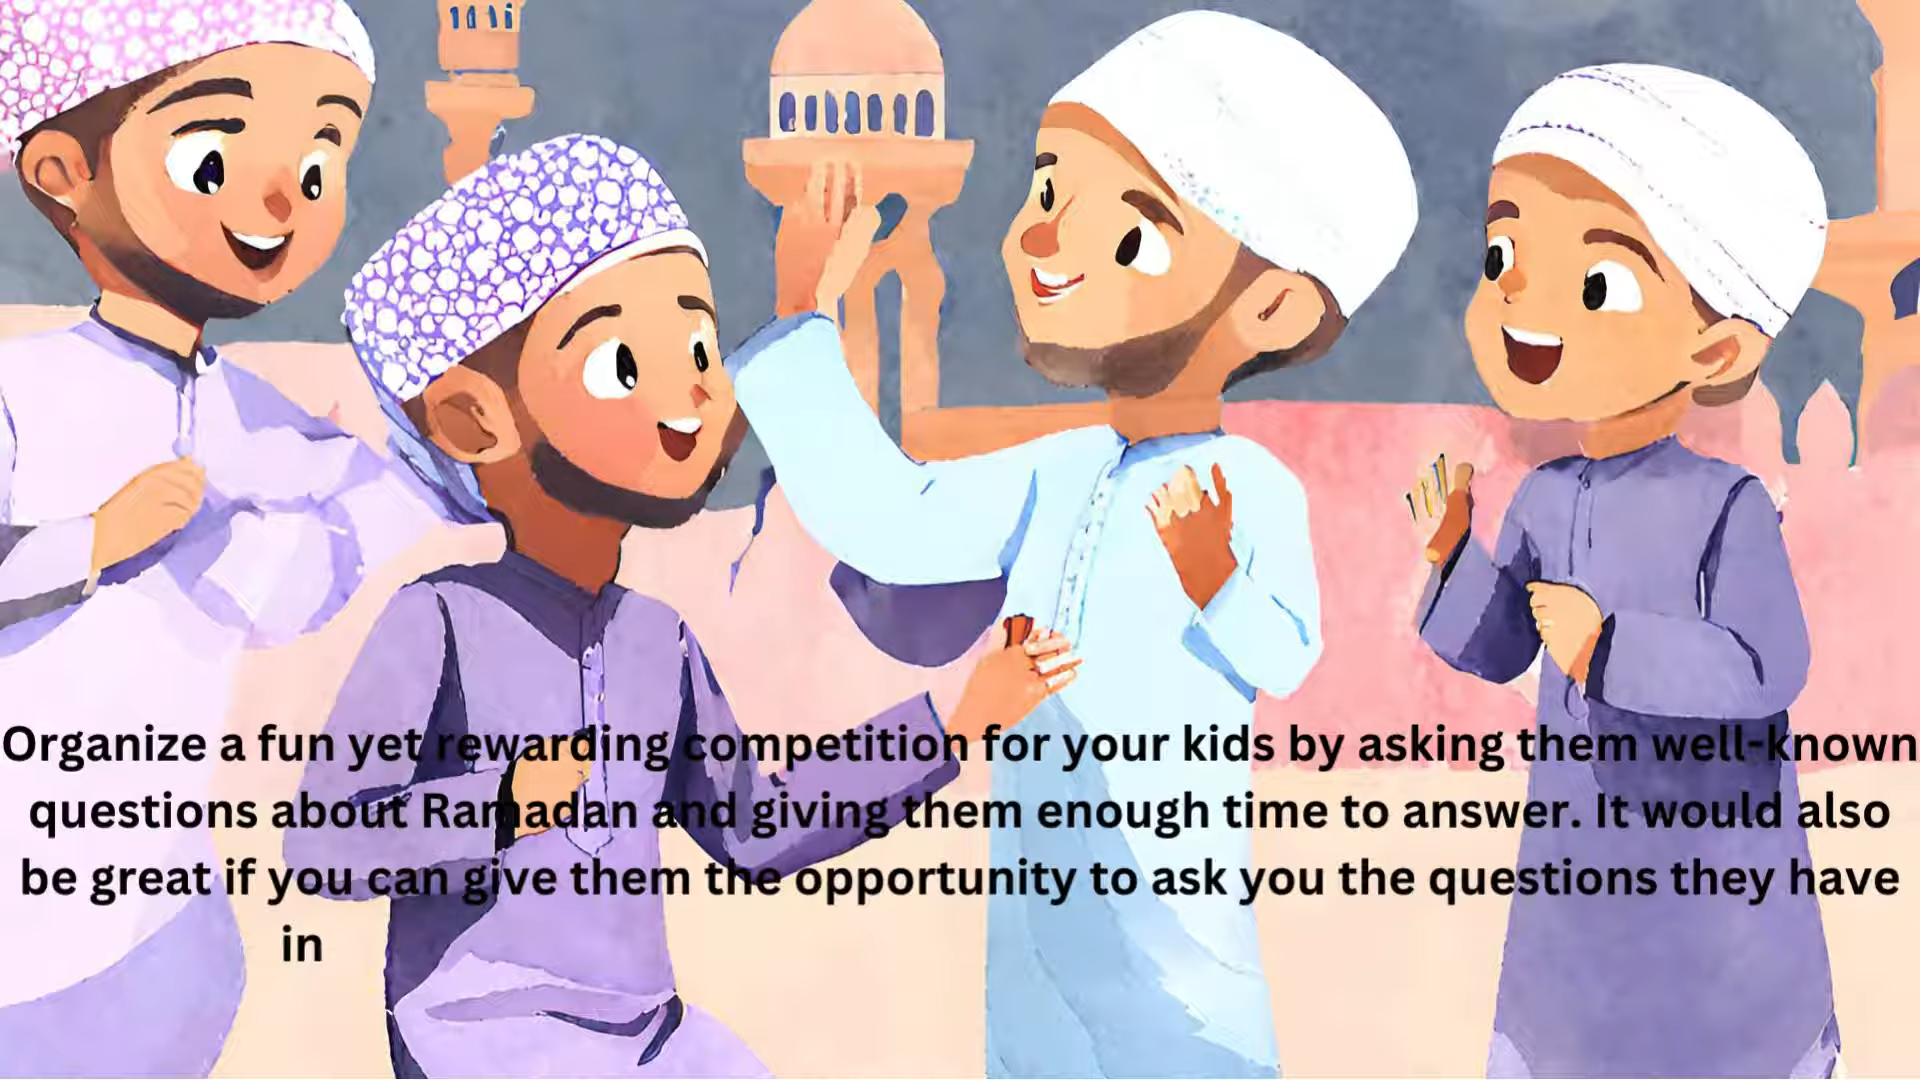 Organize a fun yet rewarding competition for your kids by asking them well-known
questions about Ramadan and giving them enough time to answer. It would also
be great if you can give them the opportunity to ask you the questions they have
in